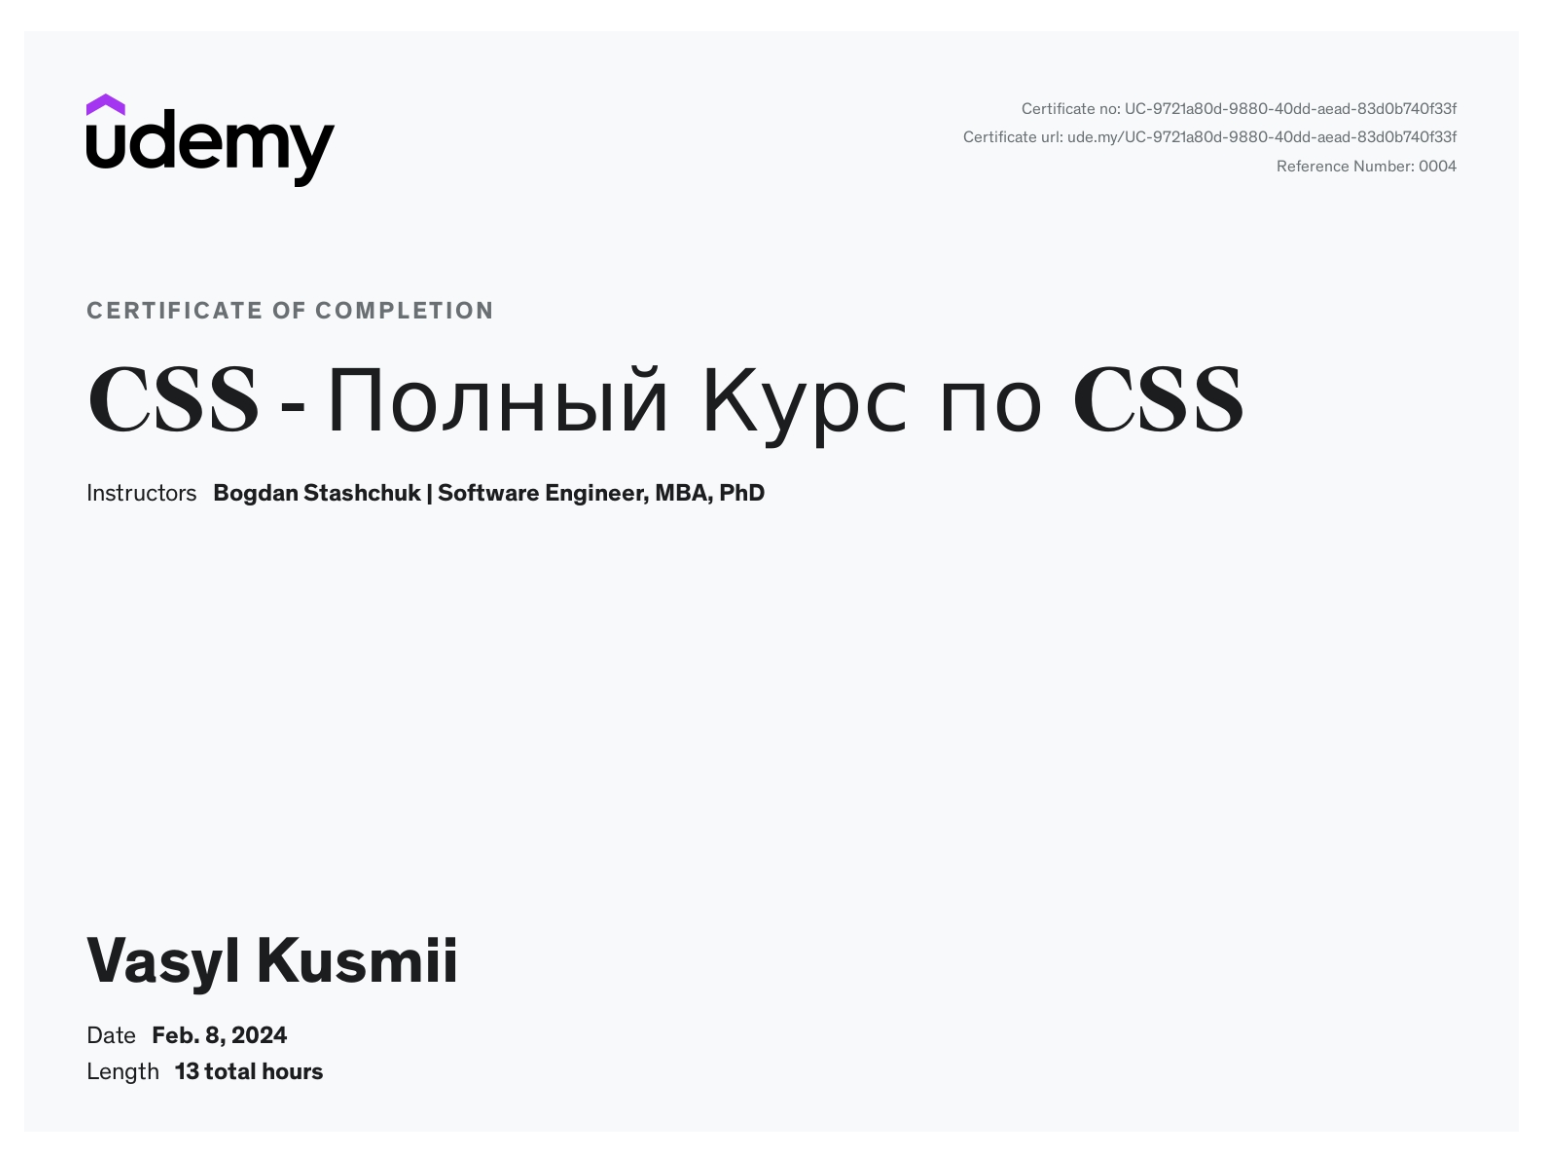 udemy
Certificate no: UC-9721a80d-9880-40dd-aead-83d0b740f33f
Certificate url: ude.my/UC-9721a80d-9880-40dd-aead-83d0b740f33f
Reference Number: 0004
CERTIFICATE OF COMPLETION
CSS - Полный Курс по CSS
Instructors Bogdan Stashchuk | Software Engineer, MBA, PhD
Vasyl Kusmii
Date Feb. 8, 2024
Length 13 total hours